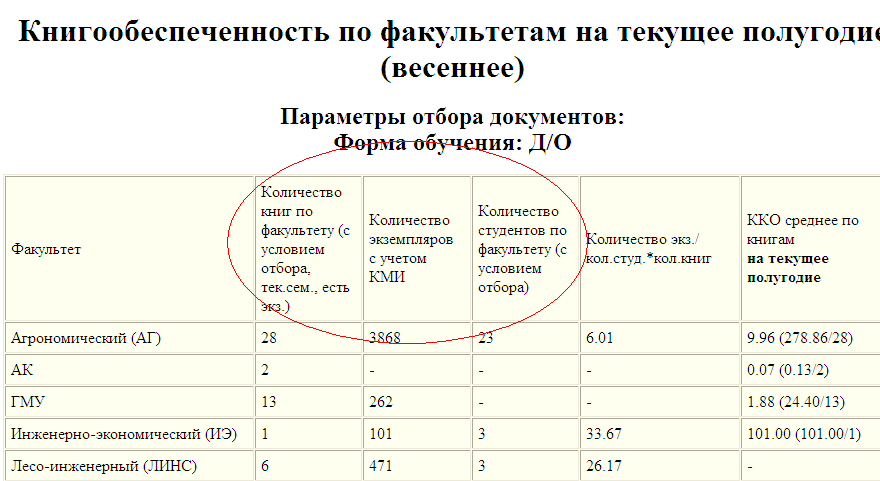 Книгообеспеченность по факультетам на текущее полугодие
(весеннее)
Параметры отбора документов:
Форма обучения: Д/О
Факультет
Количество
книг по
факультету (с
условием
отбора,
тек.сем., есть
экз.)
Количество
экземпляров
с учетом
КМИ
Количество
студентов по
факультету (с
условием
отбора)
Количество экз./
кол.студ.*кол.книг
ККО среднее по
книгам
на текущее
полугодие
Агрономический (АГ) 28 3868 23 6.01 9.96 (278.86/28)
АК 2 - - - 0.07 (0.13/2)
ГМУ 13 262 - - 1.88 (24.40/13)
Инженерно-экономический (ИЭ) 1 101 3 33.67 101.00 (101.00/1)
Лесо-инженерный (ЛИНС) 6 471 3 26.17 -